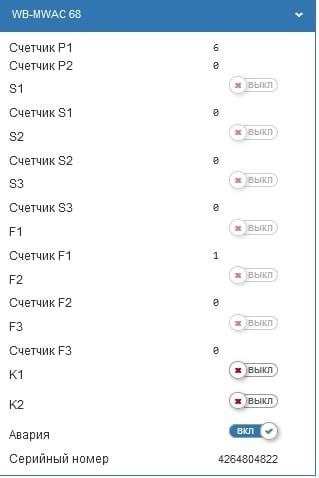 WB-MWAC 68
Счетчик P1 6
Счетчик P2 0
S1 ВЫКЛ
Счетчик S1 0
S2 ВЫКЛ
Счетчик S2 0
S3 ВЫКЛ
Счетчик S3 0
F1 ВЫКЛ
Счетчик F1 1
F2 ВЫКЛ
Счетчик F2 0
F3 ВЫКЛ
Счетчик F3 0
K1 ВЫКЛ
K2 ВЫКЛ
Авария ВКЛ
Серийный номер 4264804822